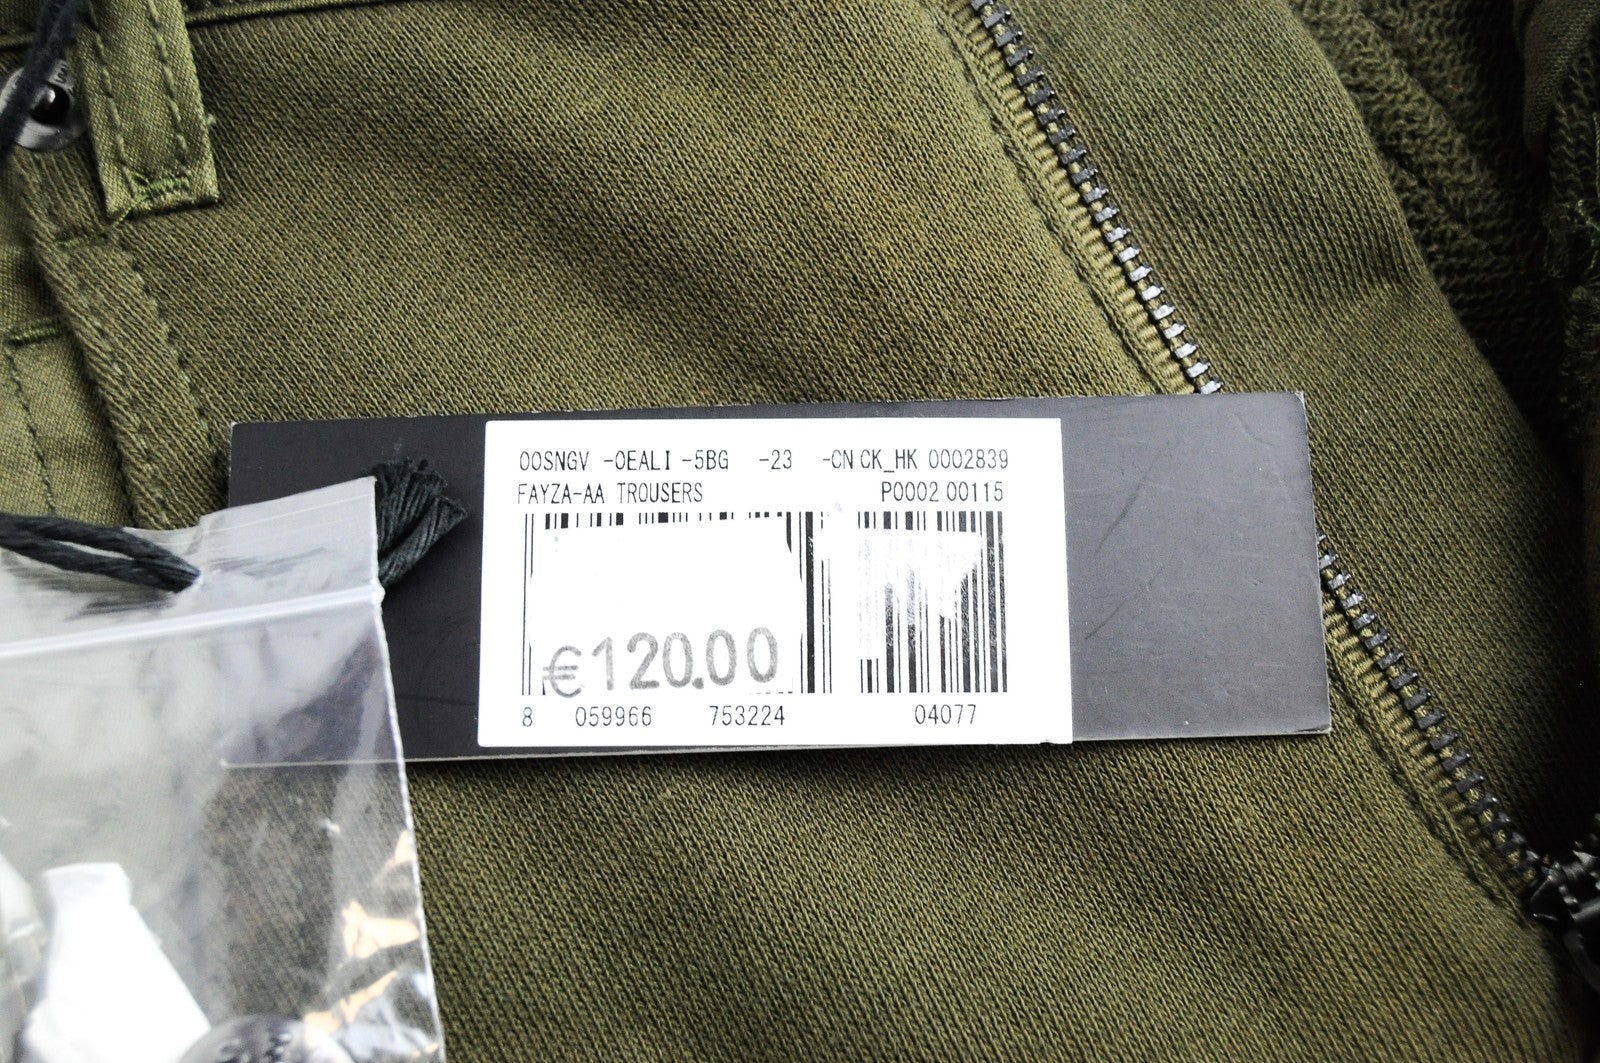 00SNGV -0EALI -5BG -23 -CN CK_HK 0002839
FAYZA-AA TROUSERS P0002 00115
€120.00
8 059966 753224 04077